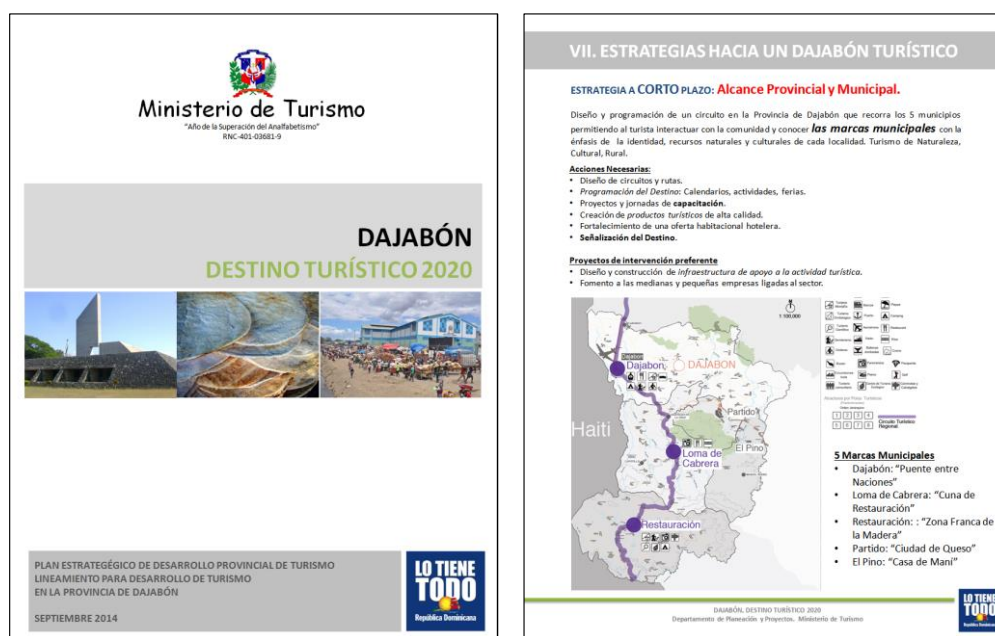 Ministerio de Turismo
"Año de la Superación del Analfabetismo"
RNC-401-03681-9
DAJABÓN
DESTINO TURÍSTICO 2020
PLAN ESTRATEGÉGICO DE DESARROLLO PROVINCIAL DE TURISMO
LINEAMIENTO PARA DESARROLLO DE TURISMO
EN LA PROVINCIA DE DAJABÓN
SEPTIEMBRE 2014
LO TIENE
TODO
República Dominicana
VII. ESTRATEGIAS HACIA UN DAJABÓN TURÍSTICO
ESTRATEGIA A CORTO PLAZO: Alcance Provincial y Municipal.
Diseño y programación de un circuito en la Provincia de Dajabón que recorra los 5 municipios
permitiendo al turista interactuar con la comunidad y conocer las marcas municipales con la
énfasis de la identidad, recursos naturales y culturales de cada localidad. Turismo de Naturaleza,
Cultural, Rural.
Acciones Necesarias:
• Diseño de circuitos y rutas.
• Programación del Destino: Calendarios, actividades, ferias.
• Proyectos y jornadas de capacitación.
• Creación de productos turísticos de alta calidad.
• Fortalecimiento de una oferta habitacional hotelera.
• Señalización del Destino.
Proyectos de intervención preferente
• Diseño y construcción de infraestructura de apoyo a la actividad turística.
• Fomento a las medianas y pequeñas empresas ligadas al sector.
1:100,000
Dajabon
Dajabon
DAJABON
Partido
Haiti
El Pino
Loma de
Cabrera
Restauración
Circuito Turístico
Regional
5 Marcas Municipales
• Dajabón: "Puente entre
Naciones"
• Loma de Cabrera: "Cuna de
Restauración"
• Restauración: : "Zona Franca de
la Madera"
• Partido: "Ciudad de Queso"
• El Pino: "Casa de Maní"
DAJABÓN, DESTINO TURÍSTICO 2020
Departamento de Planeación y Proyectos. Ministerio de Turismo
LO TIENE
TODO